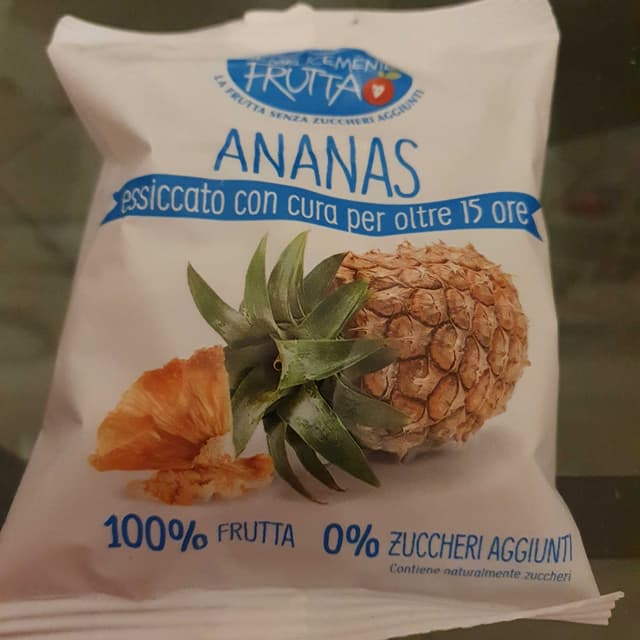 FRUTTA
LA FRUTTA SENZA ZUCCHERI AGGIUNTI
ANANAS
essiccato con cura per oltre 15 ore
100% FRUTTA 0% ZUCCHERI AGGIUNTI
Contiene naturalmente zuccheri